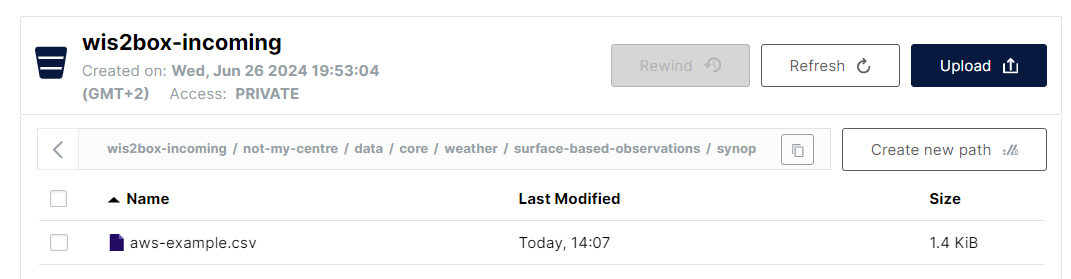 wis2box-incoming
Created on: Wed, Jun 26 2024 19:53:04
(GMT+2) Access: PRIVATE
Rewind
Refresh
Upload
wis2box-incoming / not-my-centre / data / core / weather / surface-based-observations / synop
Create new path
Name Last Modified Size
aws-example.csv Today, 14:07 1.4 KiB